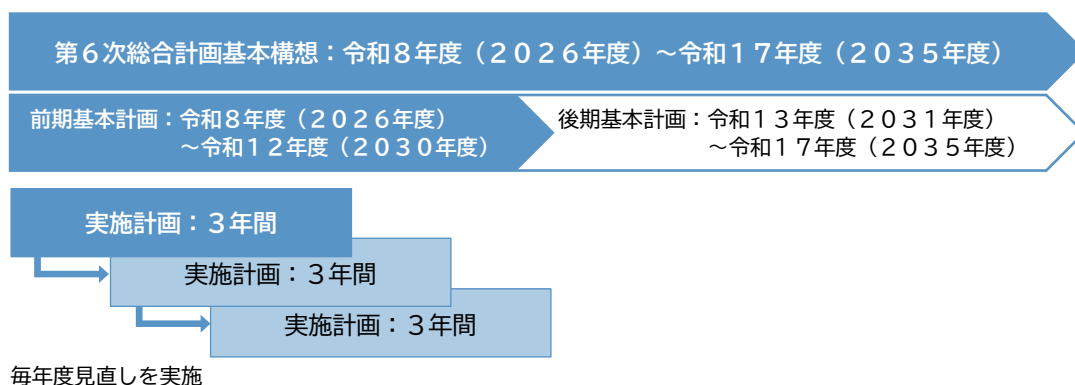 第６次総合計画基本構想：令和８年度（２０２６年度）～令和１７年度（２０３５年度）
前期基本計画：令和８年度（２０２６年度）
～令和１２年度（２０３０年度）
後期基本計画：令和１３年度（２０３１年度）
～令和１７年度（２０３５年度）
実施計画：３年間
実施計画：３年間
実施計画：３年間
毎年度見直しを実施